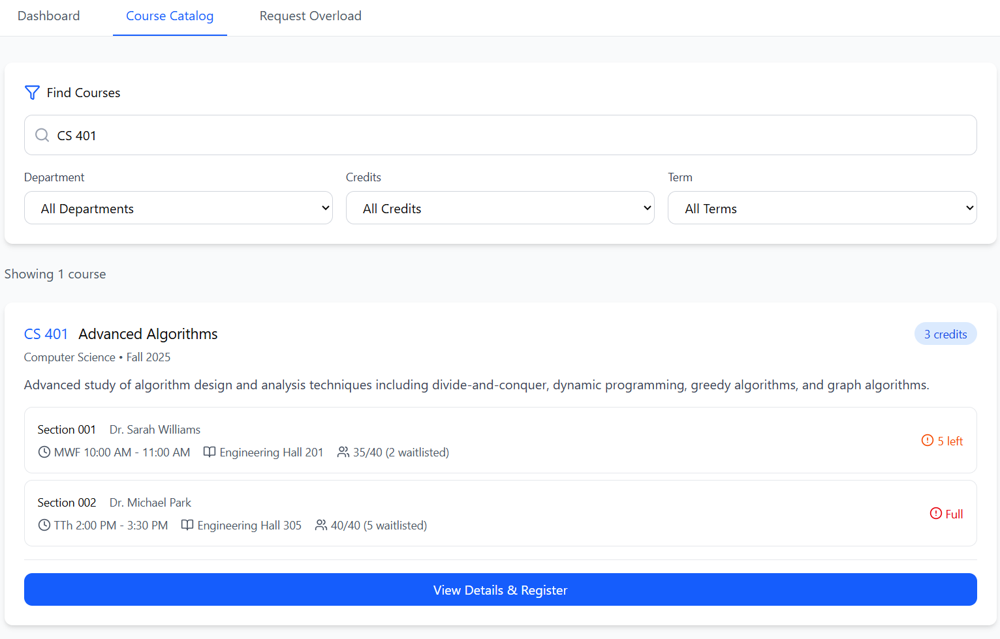 Dashboard Course Catalog Request Overload
Find Courses
CS 401
Department Credits Term
All Departments All Credits All Terms
Showing 1 course
CS 401 Advanced Algorithms 3 credits
Computer Science • Fall 2025
Advanced study of algorithm design and analysis techniques including divide-and-conquer, dynamic programming, greedy algorithms, and graph algorithms.
Section 001 Dr. Sarah Williams
MWF 10:00 AM - 11:00 AM Engineering Hall 201 35/40 (2 waitlisted)
5 left
Section 002 Dr. Michael Park
TTh 2:00 PM - 3:30 PM Engineering Hall 305 40/40 (5 waitlisted)
Full
View Details & Register